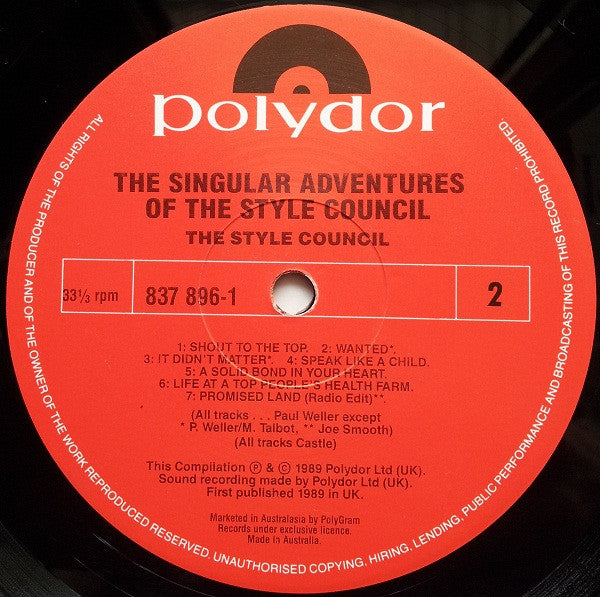 polydor
THE SINGULAR ADVENTURES
OF THE STYLE COUNCIL
THE STYLE COUNCIL
33⅓ rpm
837 896-1
2
1: SHOUT TO THE TOP. 2: WANTED*.
3: IT DIDN'T MATTER*. 4: SPEAK LIKE A CHILD.
5: A SOLID BOND IN YOUR HEART.
6: LIFE AT A TOP PEOPLE'S HEALTH FARM.
7: PROMISED LAND (Radio Edit)**.
(All tracks . . . Paul Weller except
* P. Weller/M. Talbot, ** Joe Smooth)
(All tracks Castle)
This Compilation Ⓟ & © 1989 Polydor Ltd (UK).
Sound recording made by Polydor Ltd (UK).
First published 1989 in UK.
Marketed in Australasia by PolyGram
Records under exclusive licence.
Made in Australia.
ALL RIGHTS OF THE PRODUCER AND OF THE OWNER OF THE WORK REPRODUCED RESERVED. UNAUTHORISED COPYING, HIRING, LENDING, PUBLIC PERFORMANCE AND BROADCASTING OF THIS RECORD PROHIBITED.